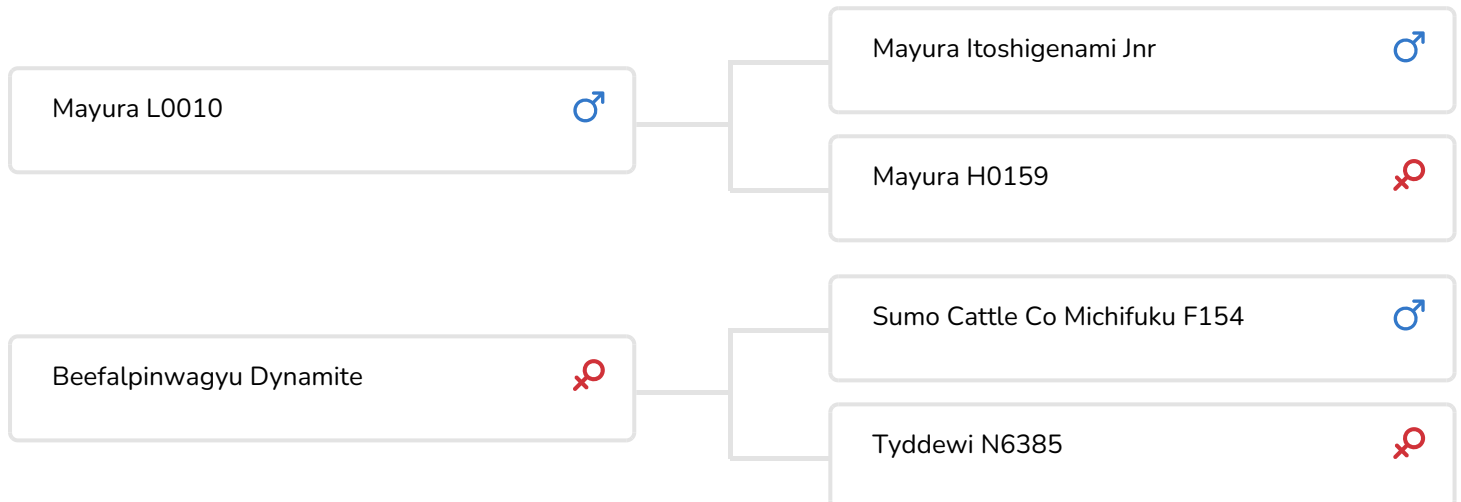 Mayura L0010
Mayura Itoshigenami Jnr
Mayura H0159
Beefalpinwagyu Dynamite
Sumo Cattle Co Michifuku F154
Tyddewi N6385